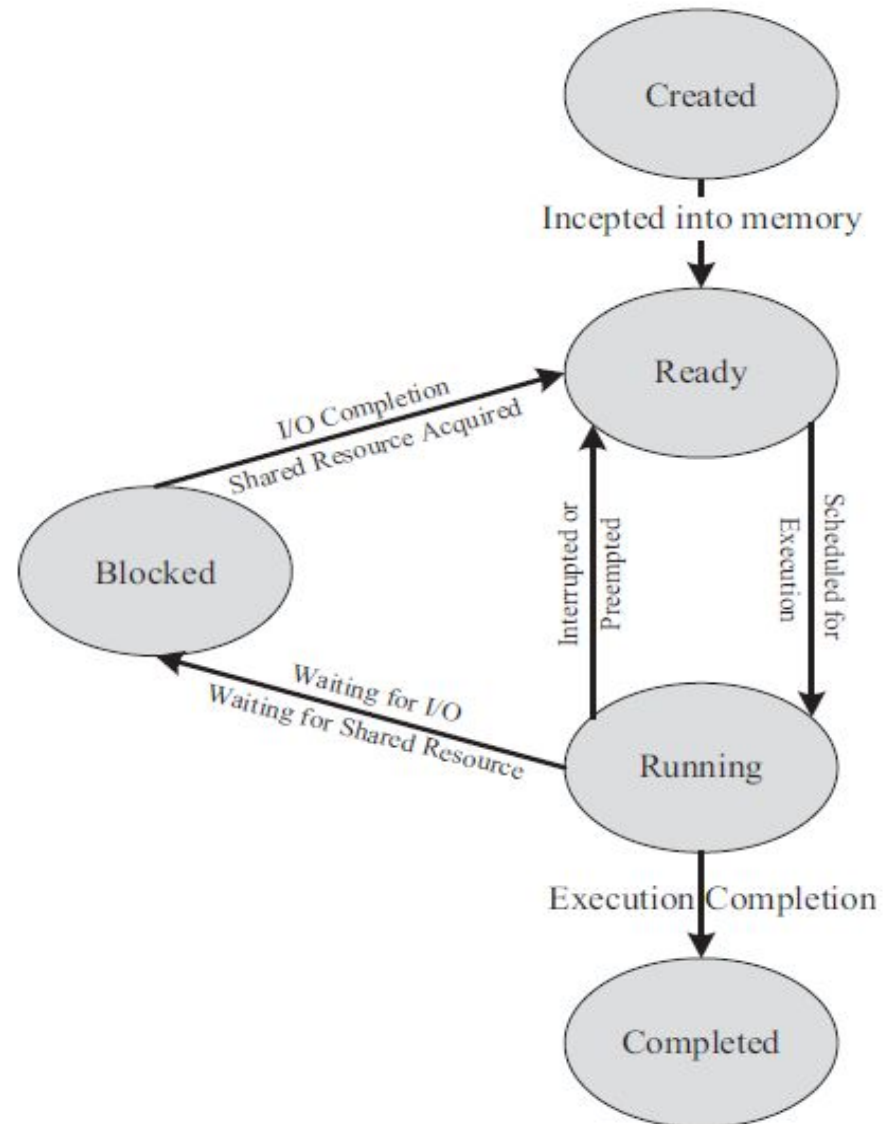 Created
Incepted into memory
Ready
I/O Completion
Shared Resource Acquired
Interrupted or
Preempted
Scheduled for
Execution
Blocked
Waiting for I/O
Waiting for Shared Resource
Running
Execution Completion
Completed